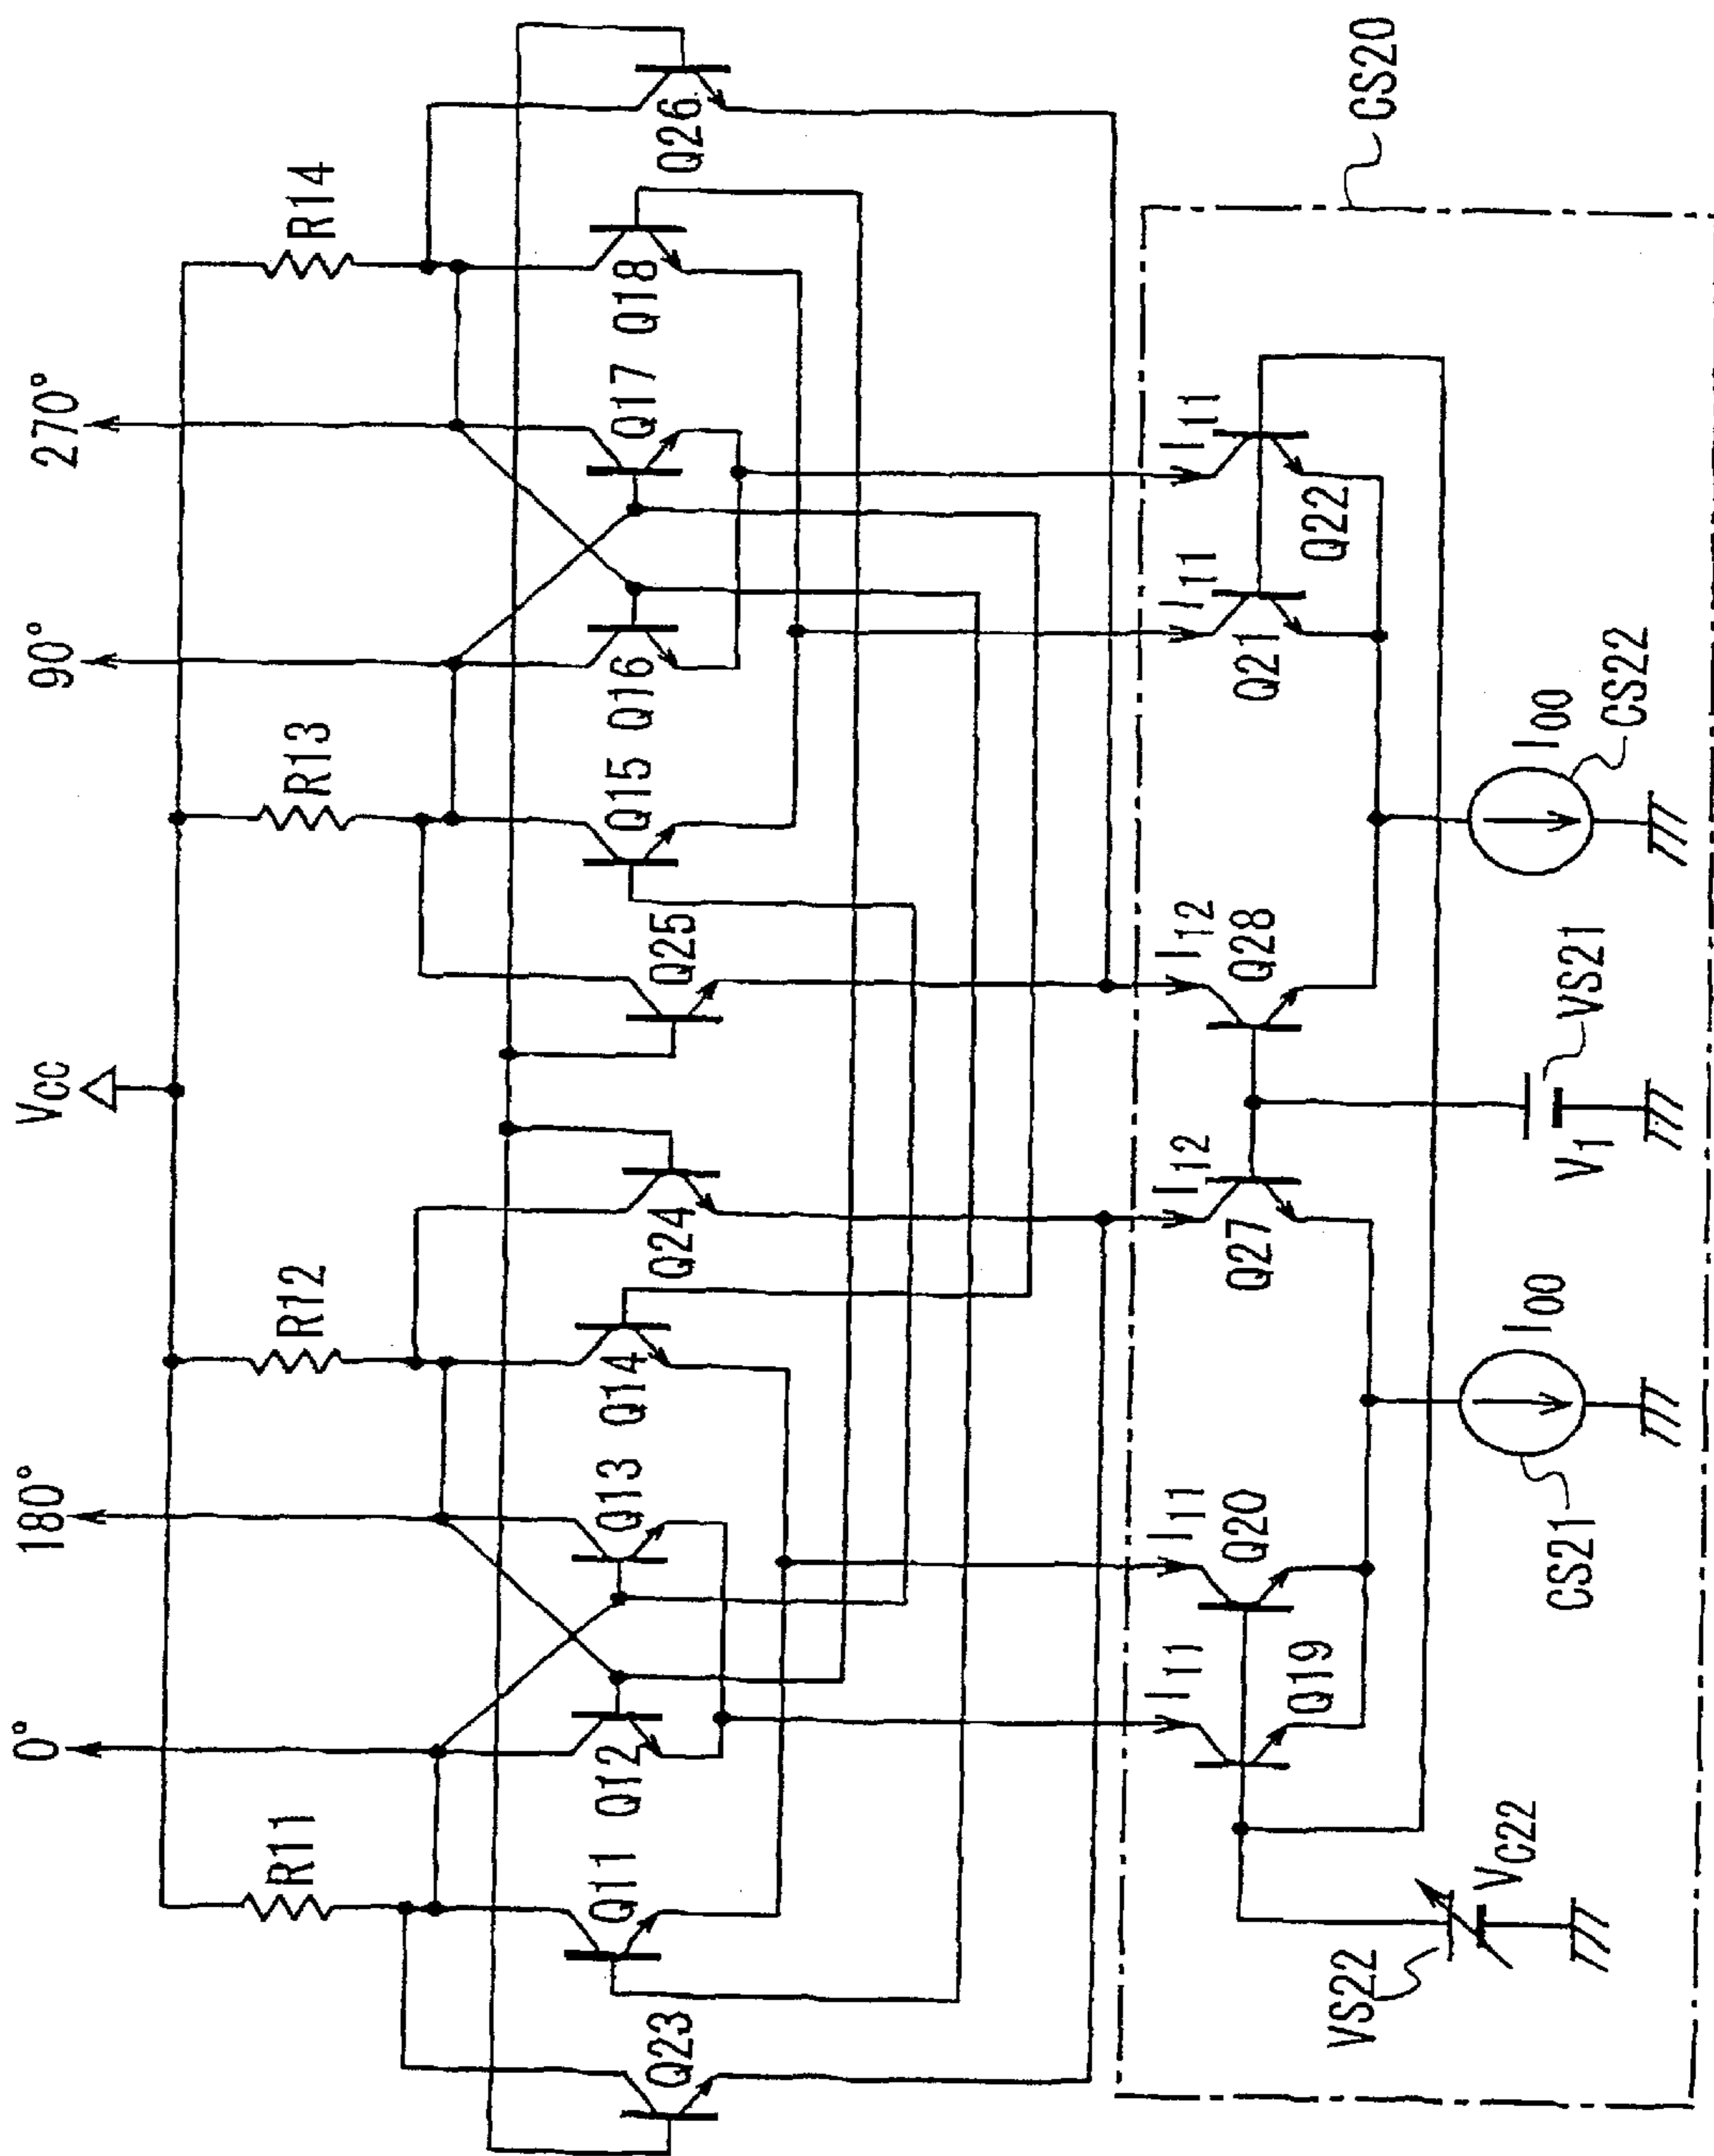 0°
180°
VCC
90°
270°
R11
R12
R13
R14
Q23
Q11
Q12
Q13
Q14
Q24
Q25
Q15
Q16
Q17
Q18
Q26
I11
I11
I12
I12
I11
I11
Q19
Q20
Q27
Q28
Q21
Q22
CS20
VS22
VC22
CS21
I00
V1
VS21
I00
CS22